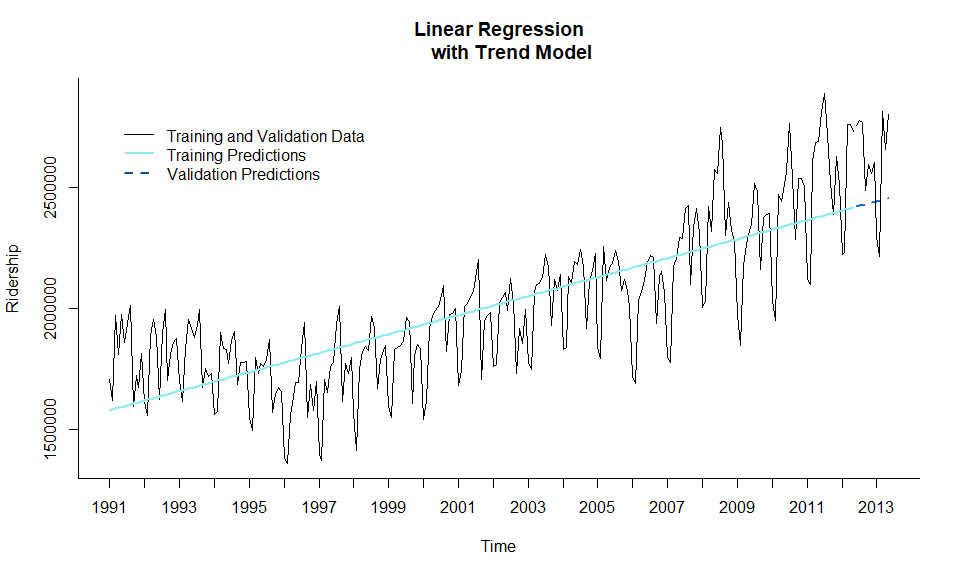 Linear Regression
with Trend Model
Training and Validation Data
Training Predictions
Validation Predictions
Ridership
2500000
2000000
1500000
1991 1993 1995 1997 1999 2001 2003 2005 2007 2009 2011 2013
Time